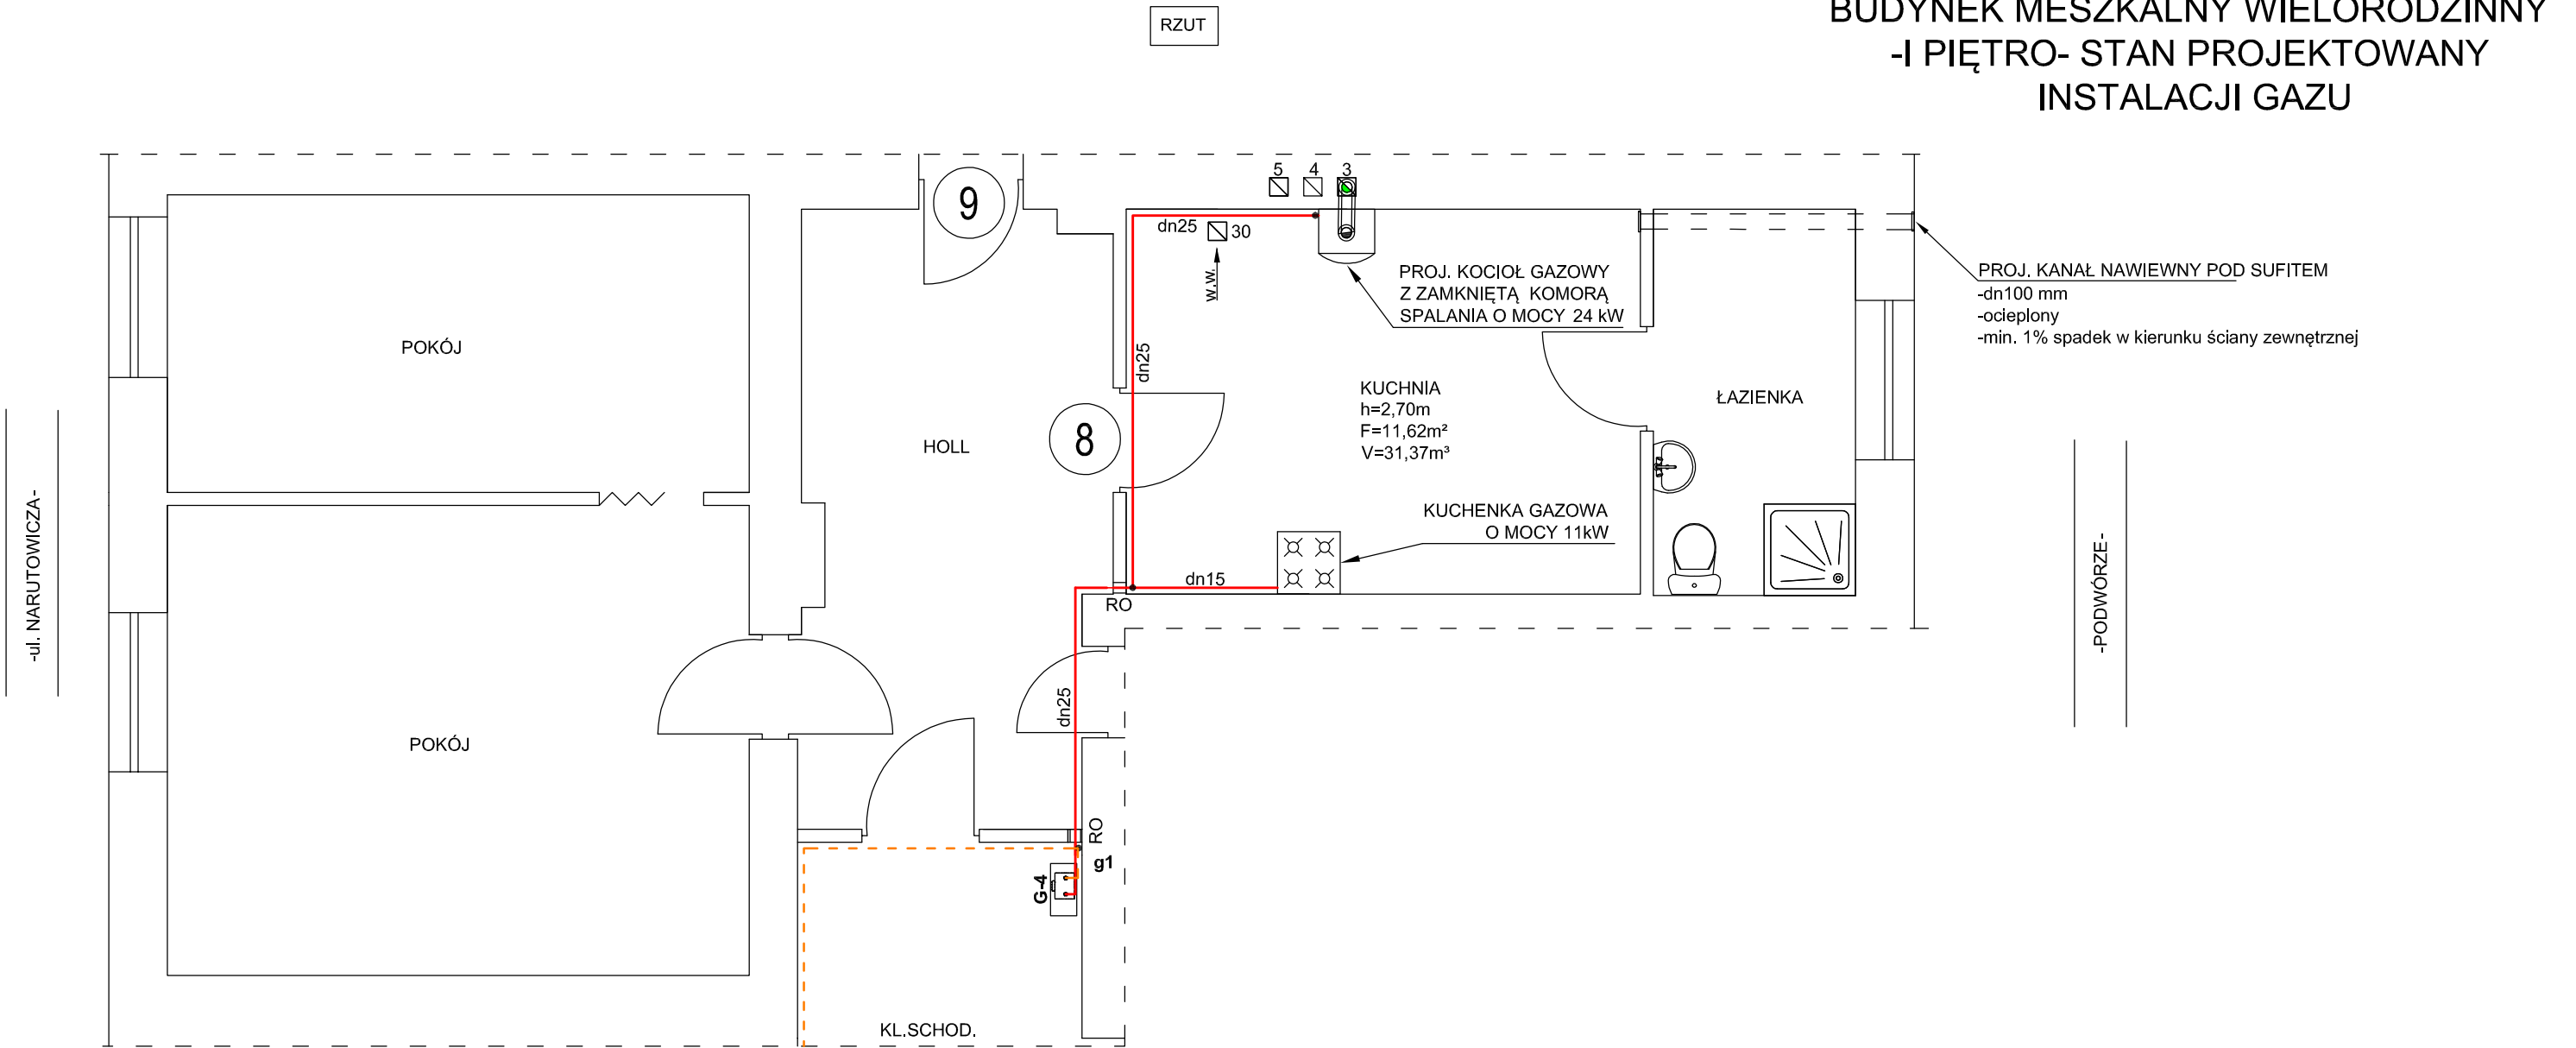 RZUT
BUDYNEK MESZKALNY WIELORODZINNY
-I PIĘTRO- STAN PROJEKTOWANY
INSTALACJI GAZU
5 4 3
9
dn25
30
w.w.
PROJ. KOCIOŁ GAZOWY
Z ZAMKNIĘTĄ KOMORĄ
SPALANIA O MOCY 24 kW
PROJ. KANAŁ NAWIEWNY POD SUFITEM
-dn100 mm
-ocieplony
-min. 1% spadek w kierunku ściany zewnętrznej
POKÓJ
dn25
KUCHNIA
h=2,70m
F=11,62m²
V=31,37m³
ŁAZIENKA
HOLL
8
-ul. NARUTOWICZA-
KUCHENKA GAZOWA
O MOCY 11kW
-PODWÓRZE-
dn15
RO
dn25
POKÓJ
RO
g1
G-4
KL.SCHOD.